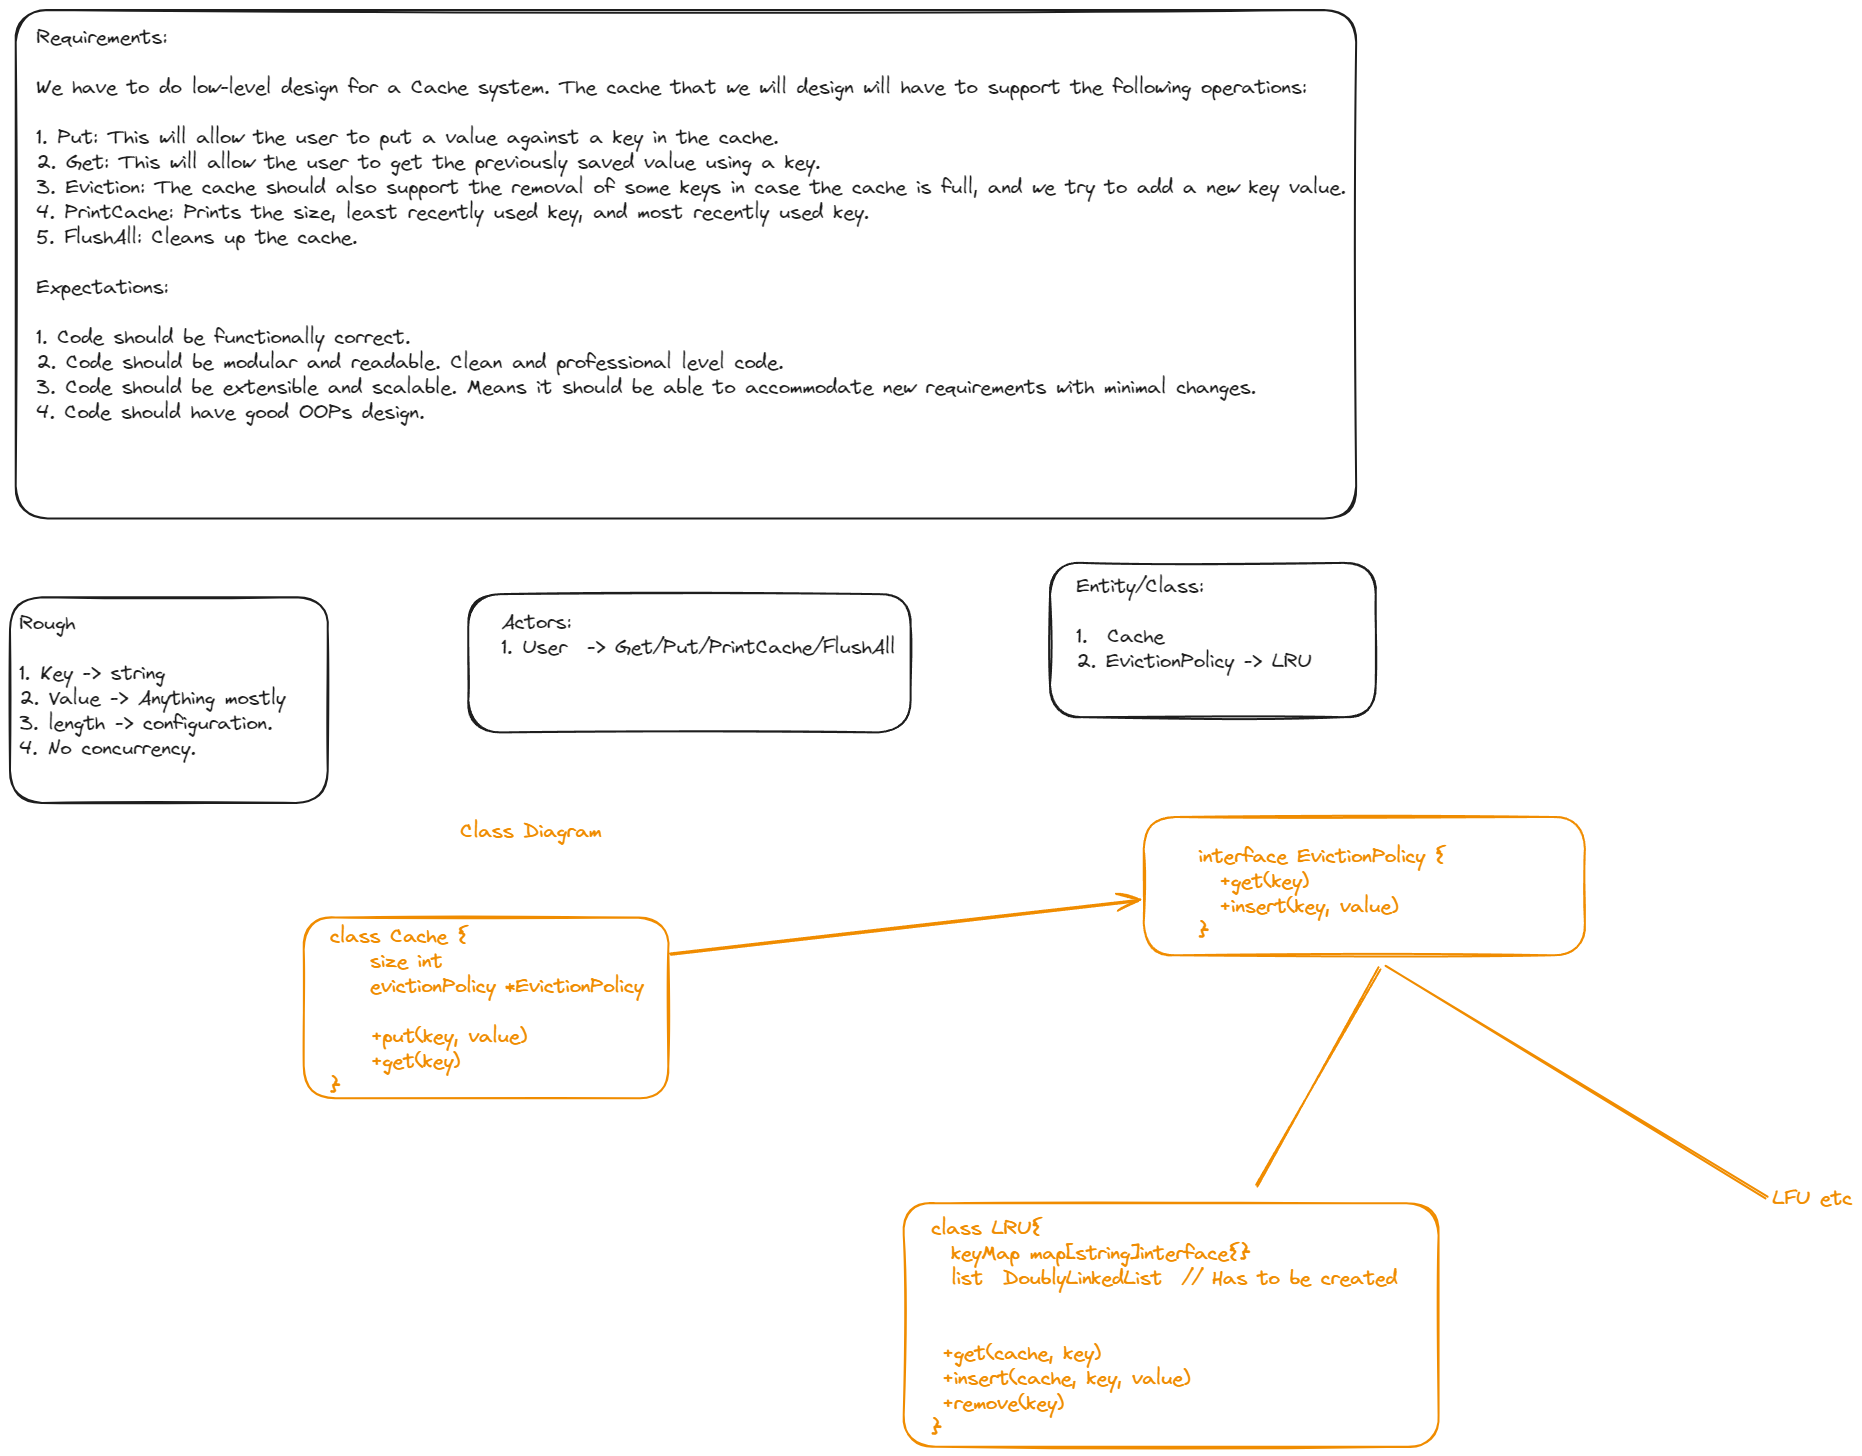 Requirements:
We have to do low-level design for a Cache system. The cache that we will design will have to support the following operations:
1. Put: This will allow the user to put a value against a key in the cache.
2. Get: This will allow the user to get the previously saved value using a key.
3. Eviction: The cache should also support the removal of some keys in case the cache is full, and we try to add a new key value.
4. PrintCache: Prints the size, least recently used key, and most recently used key.
5. FlushAll: Cleans up the cache.
Expectations:
1. Code should be functionally correct.
2. Code should be modular and readable. Clean and professional level code.
3. Code should be extensible and scalable. Means it should be able to accommodate new requirements with minimal changes.
4. Code should have good OOPs design.
Rough
1. Key -> string
2. Value -> Anything mostly
3. length -> configuration.
4. No concurrency.
Actors:
1. User -> Get/Put/PrintCache/FlushAll
Entity/Class:
1. Cache
2. EvictionPolicy -> LRU
Class Diagram
class Cache {
size int
evictionPolicy *EvictionPolicy
+put(key, value)
+get(key)
}
interface EvictionPolicy {
+get(key)
+insert(key, value)
}
class LRU{
keyMap map[string]interface{}
list DoublyLinkedList // Has to be created
+get(cache, key)
+insert(cache, key, value)
+remove(key)
}
LFU etc